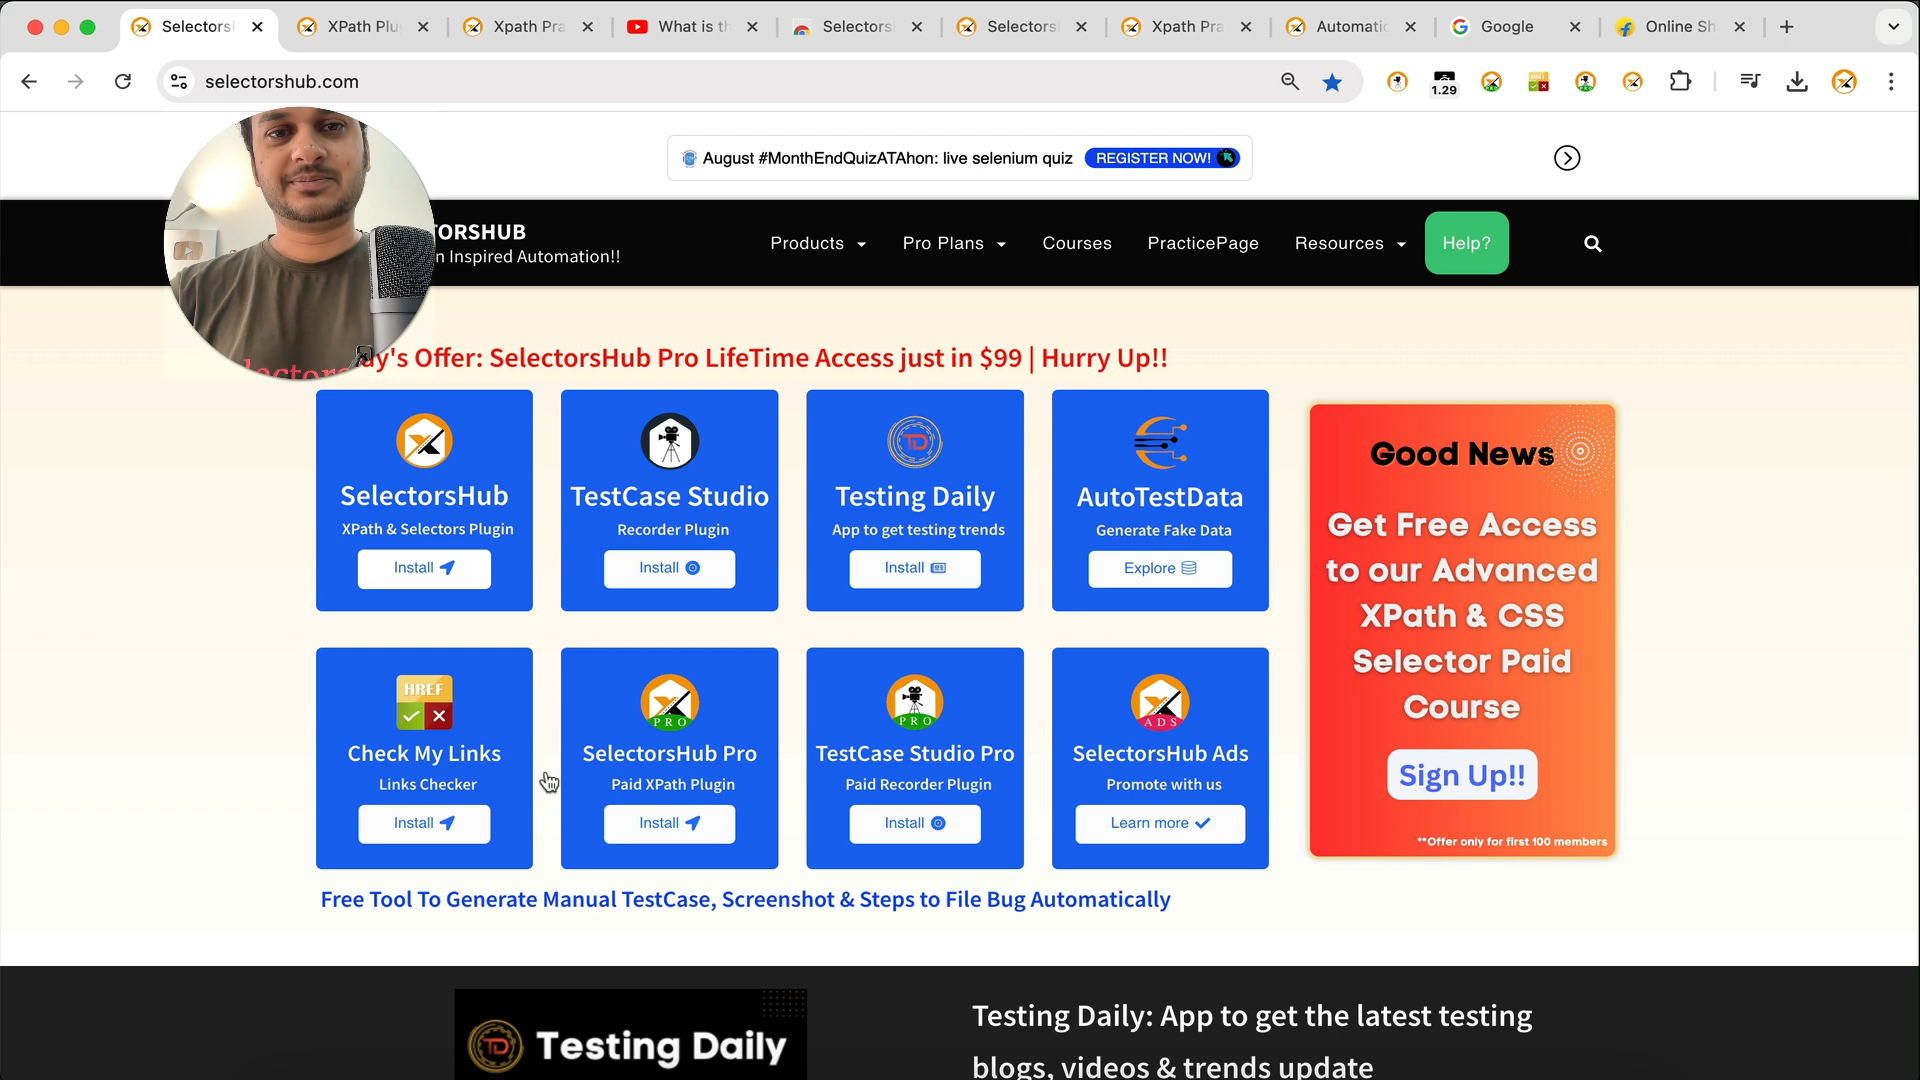 Selectors
XPath Plu
Xpath Pra
What is th
Selectors
Selectors
Xpath Pra
Automatic
Google
Online Sh
selectorshub.com
1.29
August #MonthEndQuizATAhon: live selenium quiz REGISTER NOW!
TORSHUB
n Inspired Automation!!
Products
Pro Plans
Courses
PracticePage
Resources
Help?
ay's Offer: SelectorsHub Pro LifeTime Access just in $99 | Hurry Up!!
SelectorsHub
XPath & Selectors Plugin
Install
TestCase Studio
Recorder Plugin
Install
TD
Testing Daily
App to get testing trends
Install
AutoTestData
Generate Fake Data
Explore
HREF
Check My Links
Links Checker
Install
PRO
SelectorsHub Pro
Paid XPath Plugin
Install
PRO
TestCase Studio Pro
Paid Recorder Plugin
Install
ADS
SelectorsHub Ads
Promote with us
Learn more
Good News
Get Free Access
to our Advanced
XPath & CSS
Selector Paid
Course
Sign Up!!
**Offer only for first 100 members
Free Tool To Generate Manual TestCase, Screenshot & Steps to File Bug Automatically
TD Testing Daily
Testing Daily: App to get the latest testing
blogs, videos & trends update